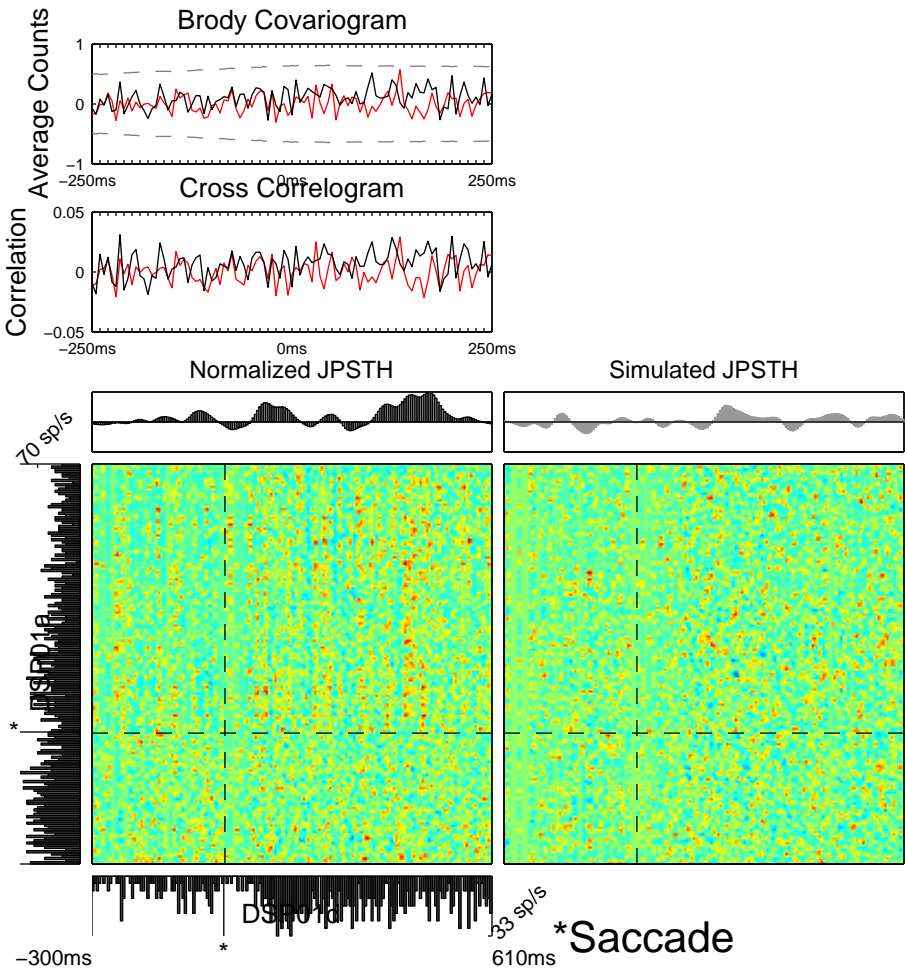 Brody Covariogram
Average Counts
1
0
−1
−250ms
0ms
250ms
Cross Correlogram
Correlation
0.05
0
-0.05
−250ms
0ms
250ms
Normalized JPSTH
Simulated JPSTH
70 sp/s
*
DSP01d
33 sp/s
*
*Saccade
−300ms
610ms